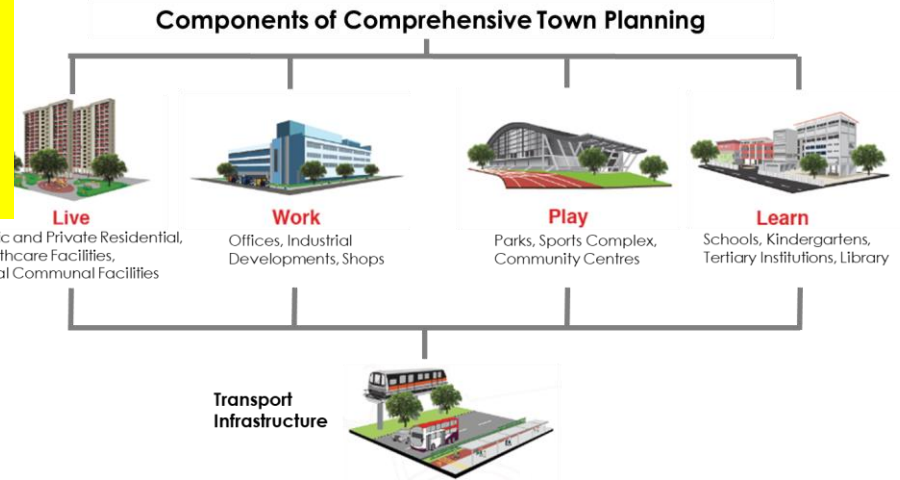 Components of Comprehensive Town Planning
Live
and Private Residential,
Facilities,
Communal Facilities
Work
Offices, Industrial
Developments, Shops
Play
Parks, Sports Complex,
Community Centres
Learn
Schools, Kindergartens,
Tertiary Institutions, Library
Transport
Infrastructure